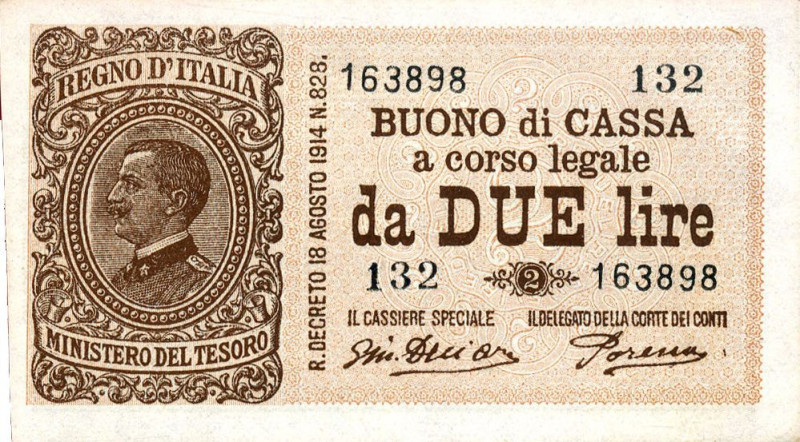 REGNO D'ITALIA
MINISTERO DEL TESORO
R. DECRETO 18 AGOSTO 1914 N. 828.
163898 132
BUONO di CASSA
a corso legale
da DUE lire
132 2 163898
IL CASSIERE SPECIALE IL DELEGATO DELLA CORTE DEI CONTI
Porena